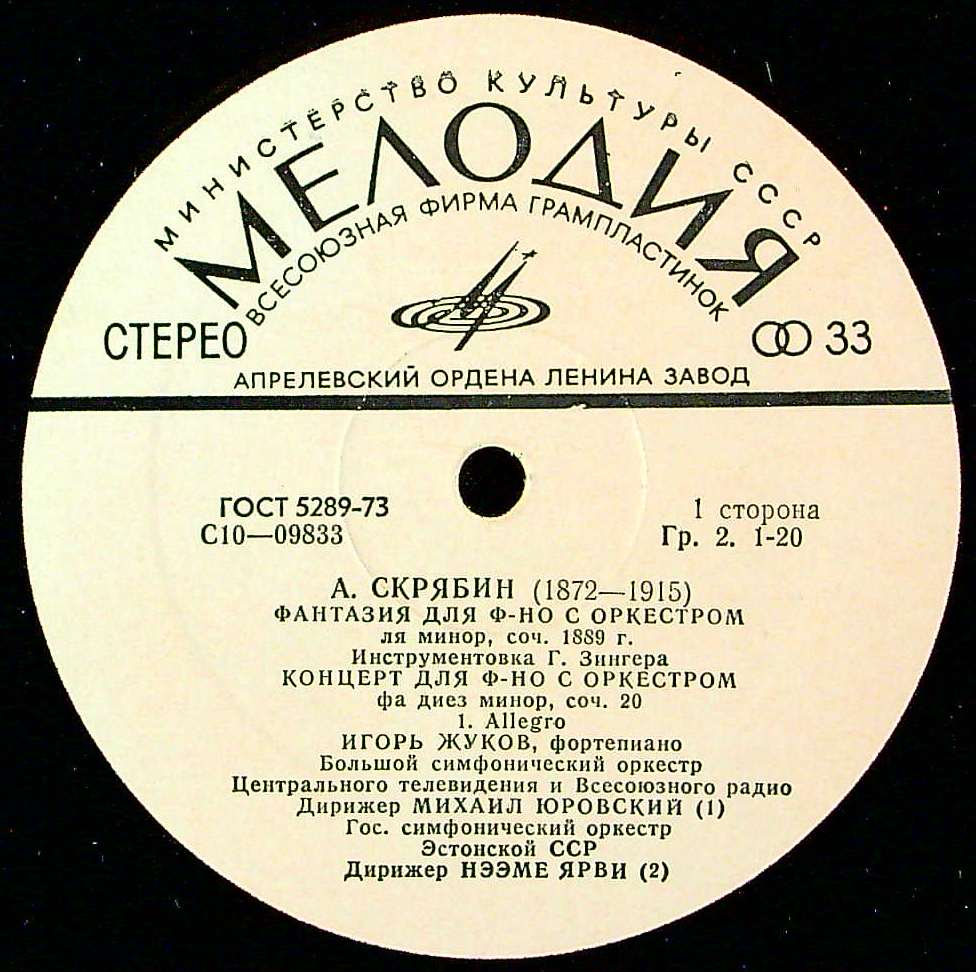 МИНИСТЕРСТВО КУЛЬТУРЫ СССР
МЕЛОДИЯ
ВСЕСОЮЗНАЯ ФИРМА ГРАМПЛАСТИНОК
СТЕРЕО
33
АПРЕЛЕВСКИЙ ОРДЕНА ЛЕНИНА ЗАВОД
ГОСТ 5289-73
1 сторона
С10—09833
Гр. 2. 1-20
А. СКРЯБИН (1872—1915)
ФАНТАЗИЯ ДЛЯ Ф-НО С ОРКЕСТРОМ
ля минор, соч. 1889 г.
Инструментовка Г. Зингера
КОНЦЕРТ ДЛЯ Ф-НО С ОРКЕСТРОМ
фа диез минор, соч. 20
1. Allegro
ИГОРЬ ЖУКОВ, фортепиано
Большой симфонический оркестр
Центрального телевидения и Всесоюзного радио
Дирижер МИХАИЛ ЮРОВСКИЙ (1)
Гос. симфонический оркестр
Эстонской ССР
Дирижер НЭЭМЕ ЯРВИ (2)